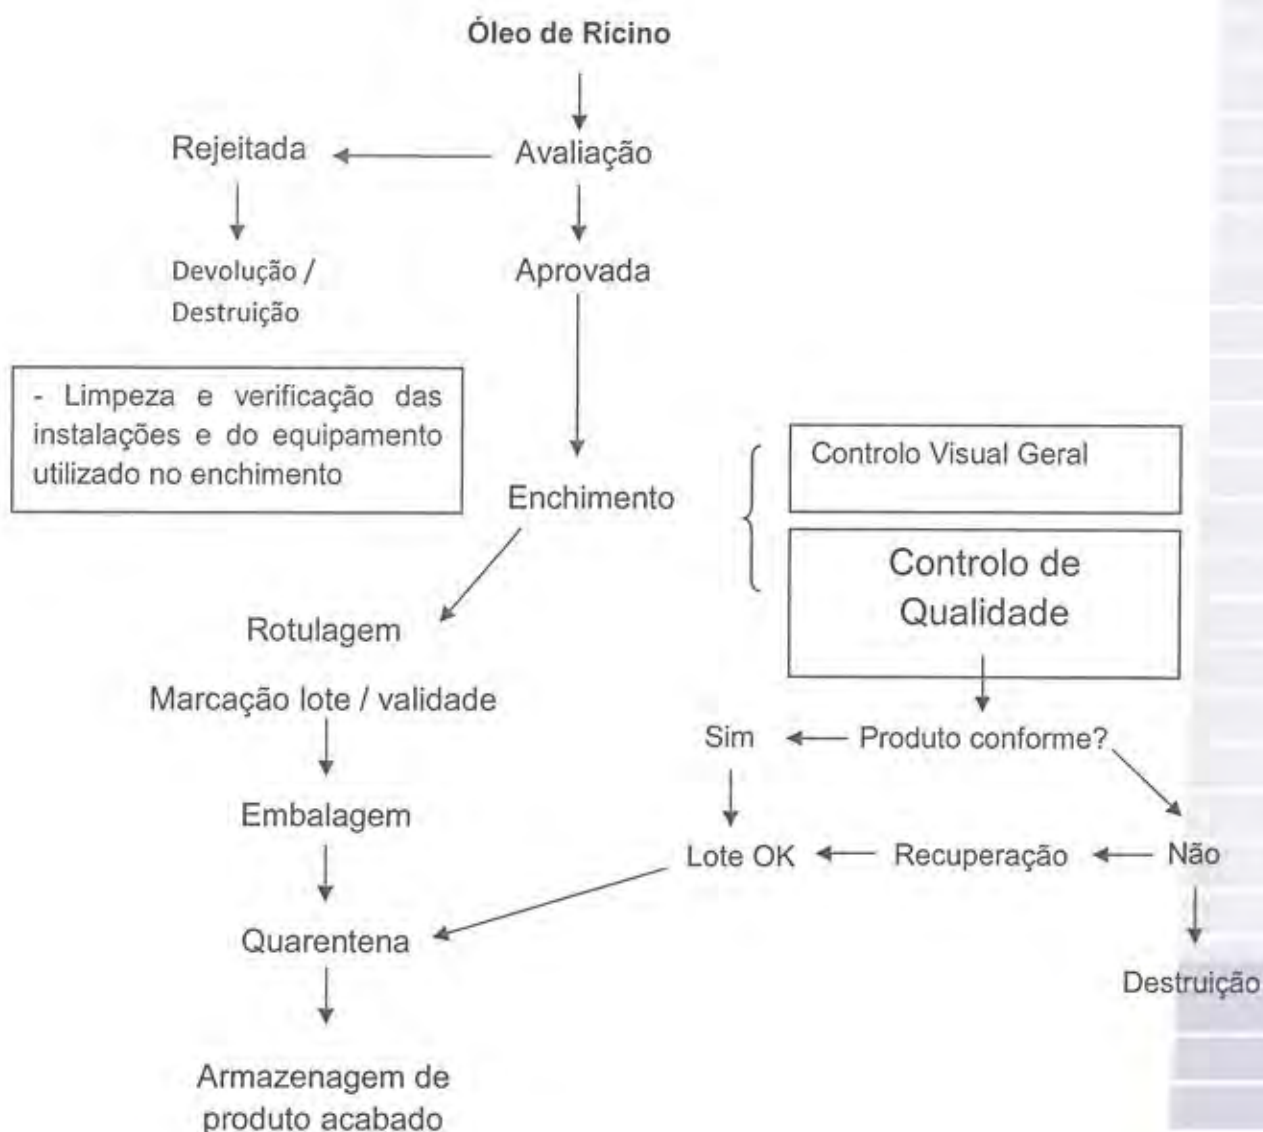 Óleo de Rícino
Rejeitada
Avaliação
Devolução /
Destruição
Aprovada
- Limpeza e verificação das
instalações e do equipamento
utilizado no enchimento
Enchimento
Controlo Visual Geral
Controlo de
Qualidade
Rotulagem
Marcação lote / validade
Sim
Produto conforme?
Embalagem
Lote OK
Recuperação
Não
Quarentena
Destruição
Armazenagem de
produto acabado